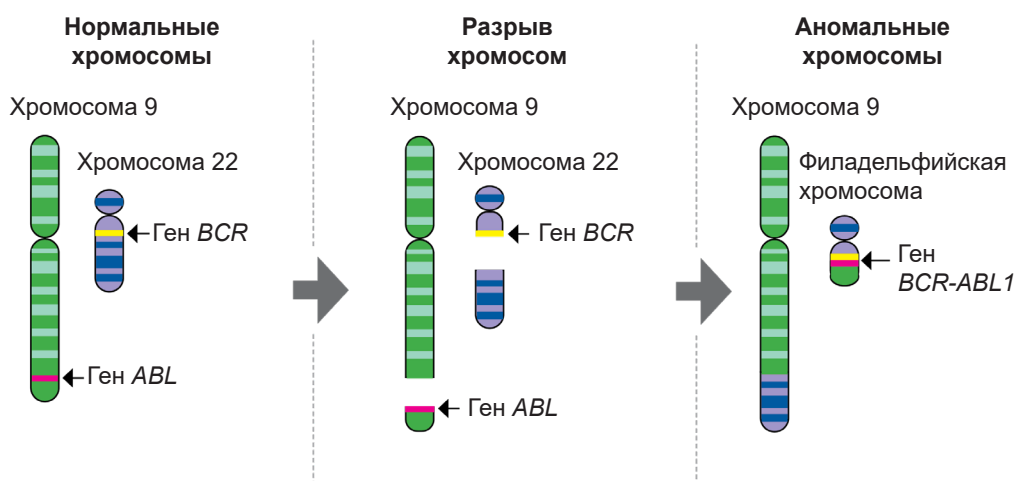 Нормальные
хромосомы
Хромосома 9
Хромосома 22
Ген BCR
Ген ABL
Разрыв
хромосом
Хромосома 9
Хромосома 22
Ген BCR
Ген ABL
Аномальные
хромосомы
Хромосома 9
Филадельфийская
хромосома
Ген
BCR-ABL1